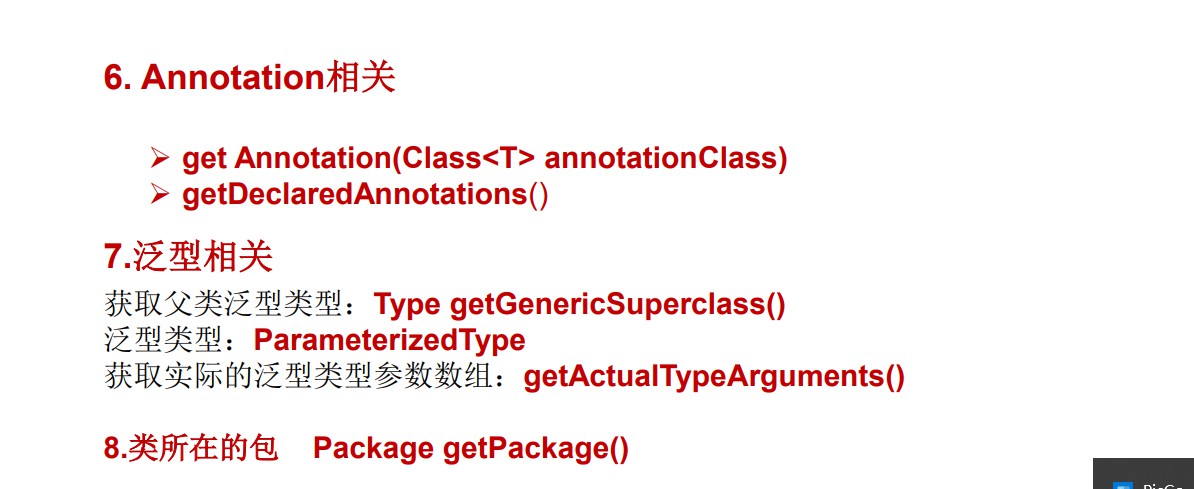 6. Annotation相关
➢ get Annotation(Class<T> annotationClass)
➢ getDeclaredAnnotations()
7.泛型相关
获取父类泛型类型：Type getGenericSuperclass()
泛型类型：ParameterizedType
获取实际的泛型类型参数数组：getActualTypeArguments()
8.类所在的包 Package getPackage()